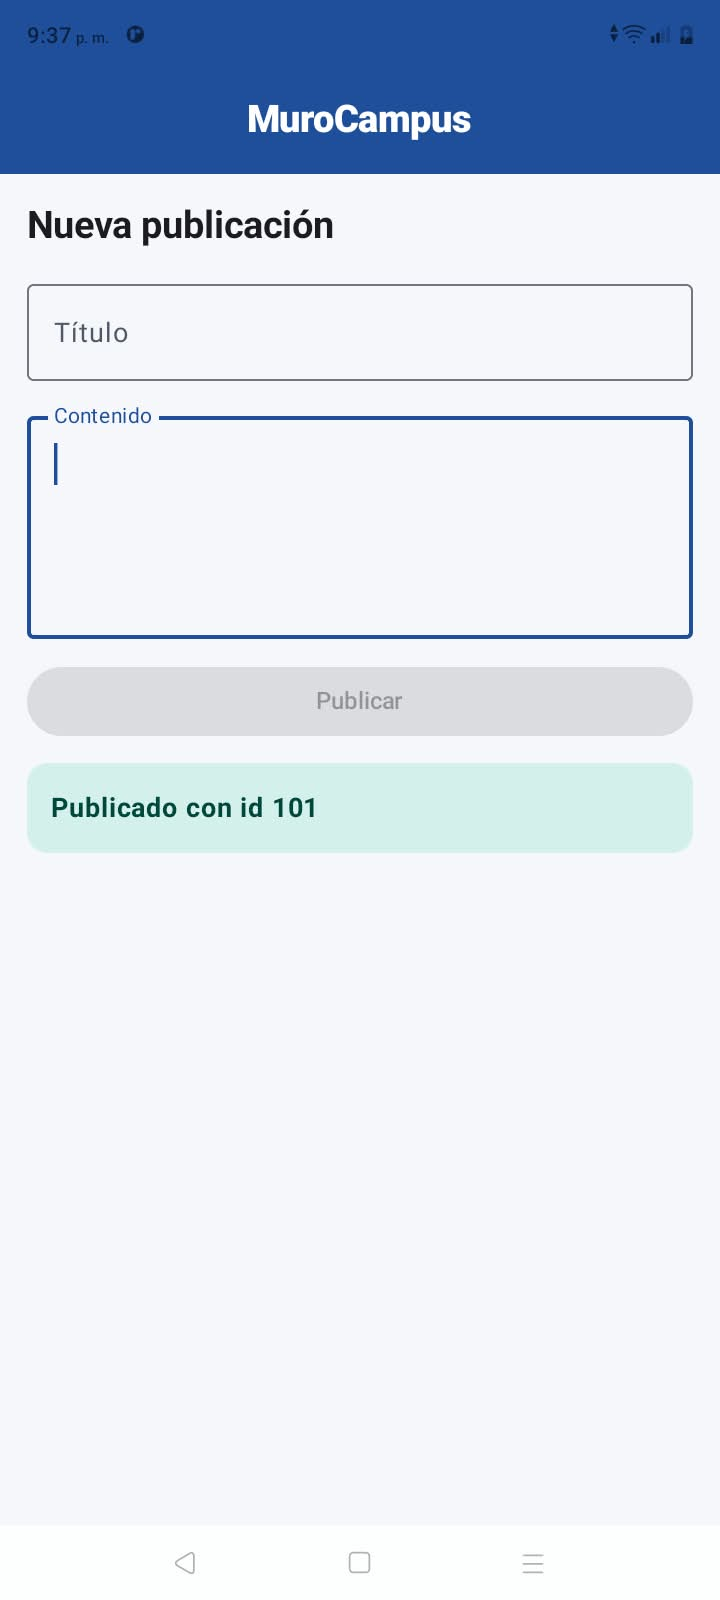 9:37 p. m.
MuroCampus
Nueva publicación
Título
Contenido
Publicar
Publicado con id 101